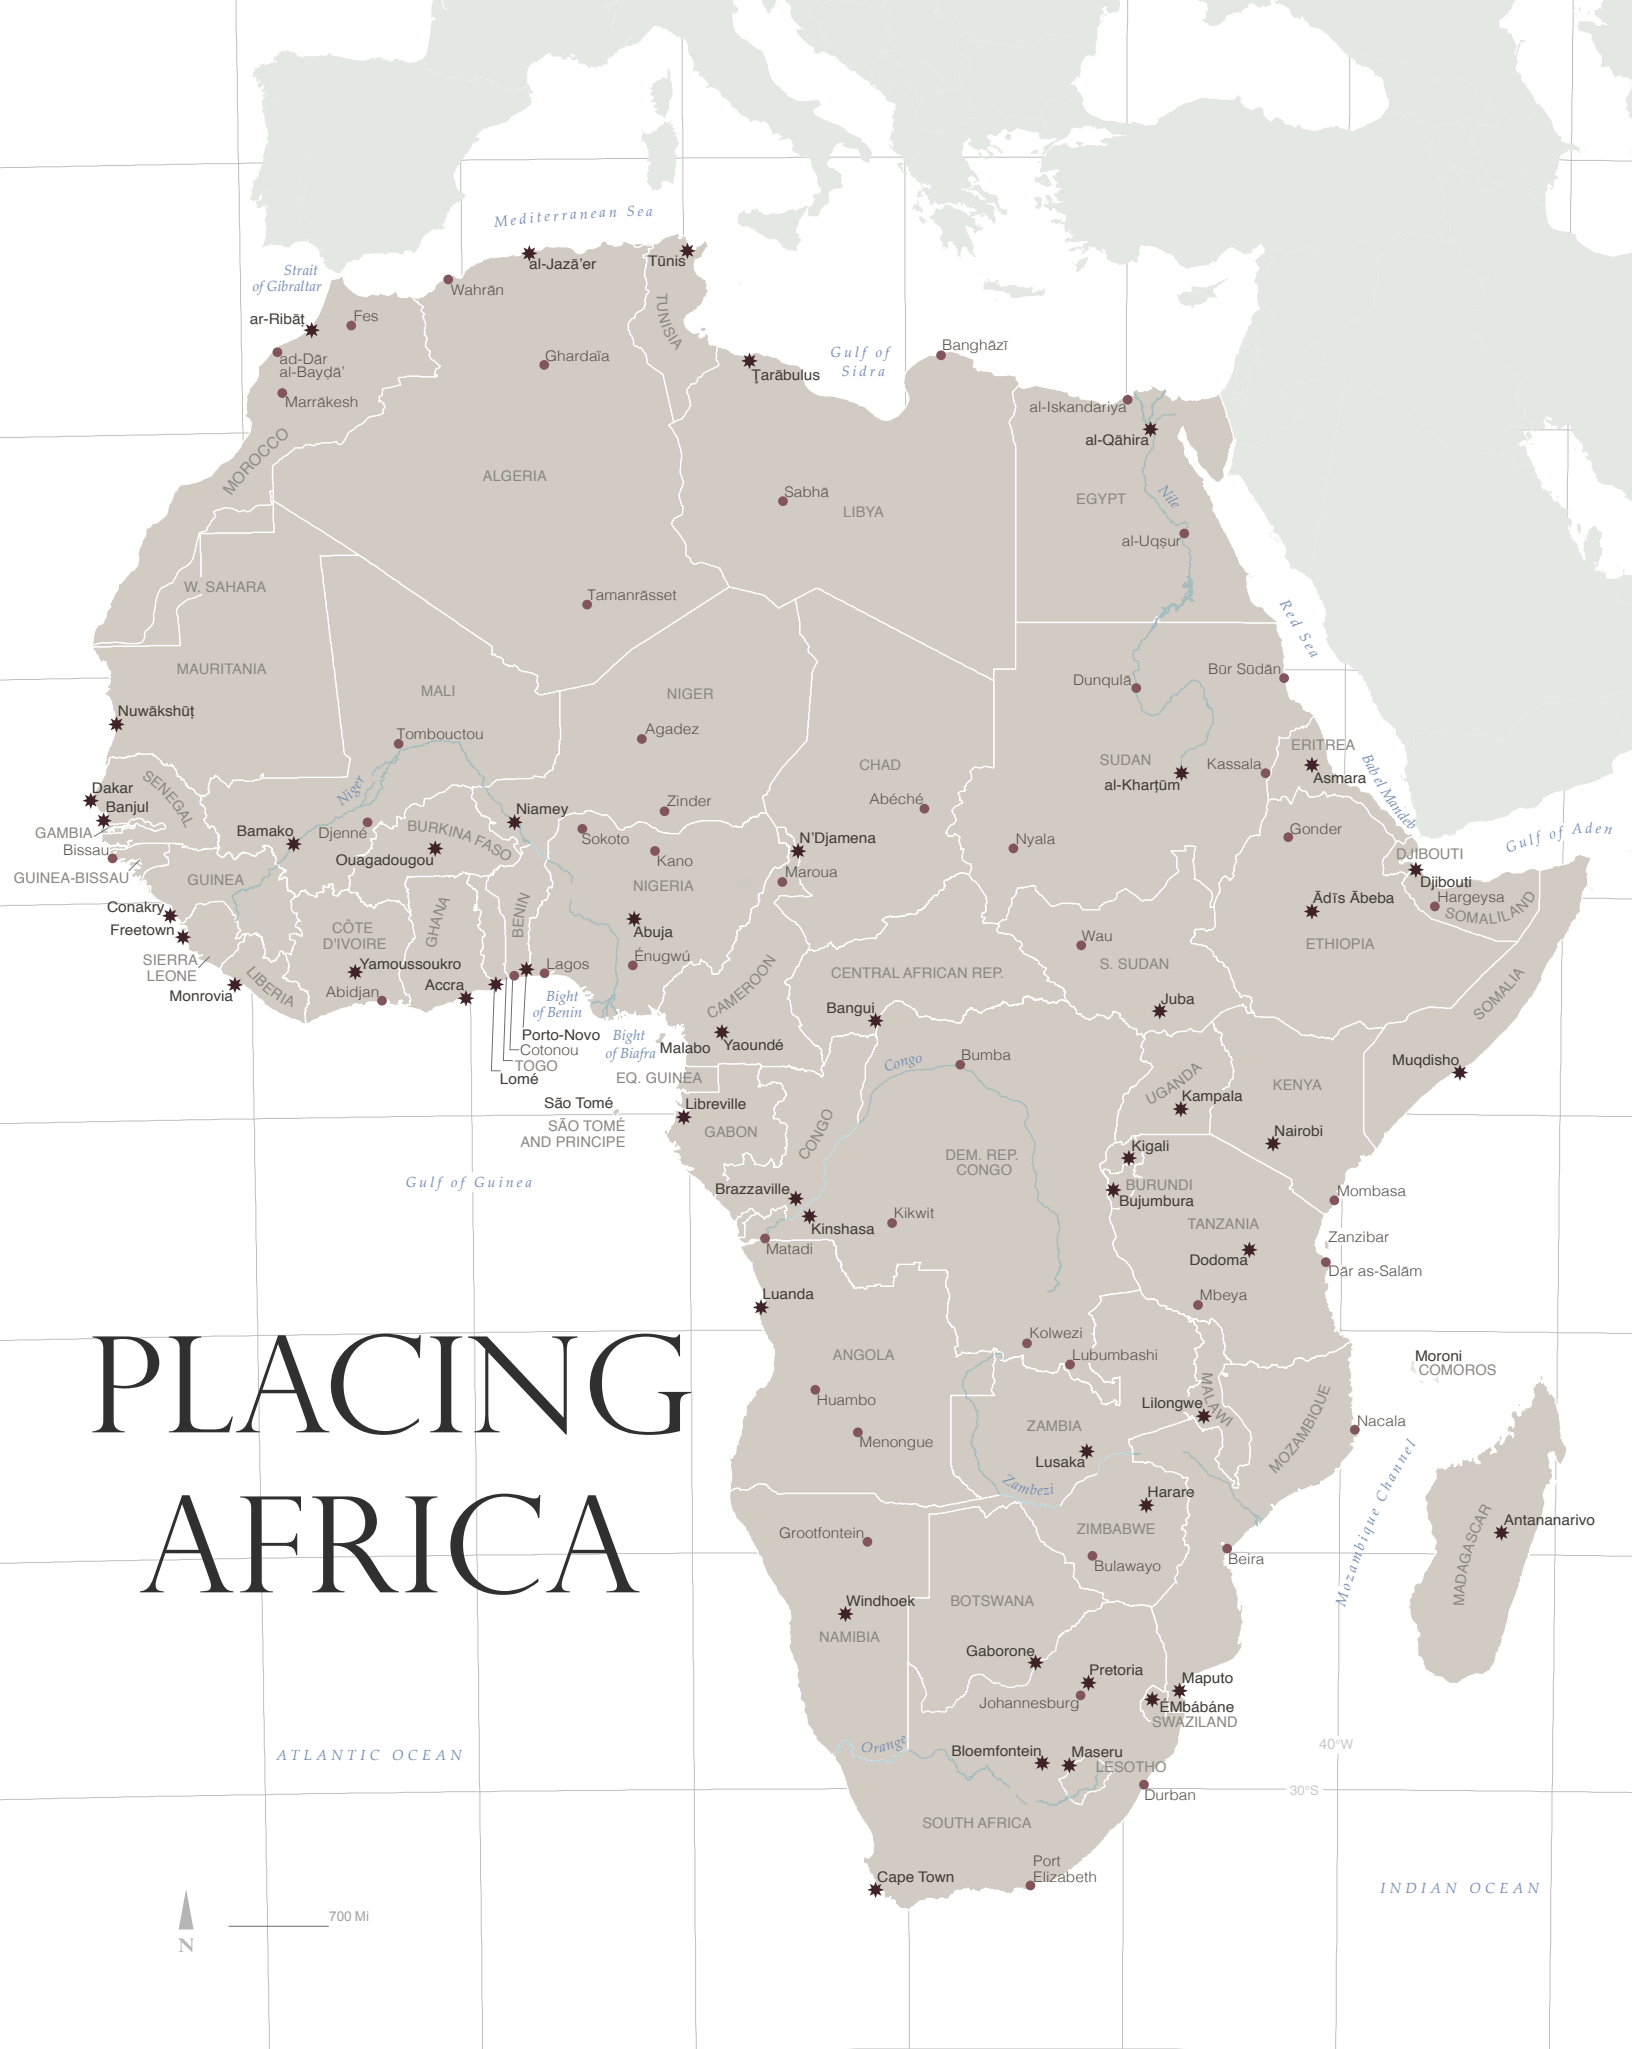 Mediterranean Sea
Strait
of Gibraltar
al-Jazā'er
Tūnis
Wahrān
TUNISIA
ar-Ribāţ
Fes
ad-Dār
al-Bayḑā'
Marrākesh
Ghardaïa
Ţarābulus
Gulf of
Sidra
Banghāzī
al-Iskandariya
al-Qāhira
MOROCCO
ALGERIA
Sabhā
LIBYA
EGYPT
Nile
al-Uqşur
W. SAHARA
Tamanrāsset
Red Sea
MAURITANIA
MALI
NIGER
Dunqulā
Būr Sūdān
Nuwākshūţ
Tombouctou
Agadez
CHAD
SUDAN
Kassala
ERITREA
Asmara
al-Kharţūm
Bab el Mandeb
Dakar
Banjul
SENEGAL
GAMBIA
Bissau
GUINEA-BISSAU
Niger
Bamako
Djenné
BURKINA FASO
Ouagadougou
Niamey
Zinder
Sokoto
Kano
NIGERIA
N'Djamena
Maroua
Abéché
Nyala
Gonder
DJIBOUTI
Djibouti
Gulf of Aden
Hargeysa
SOMALILAND
Ādīs Ābeba
ETHIOPIA
GUINEA
Conakry
Freetown
SIERRA
LEONE
LIBERIA
Monrovia
CÔTE
D'IVOIRE
Yamoussoukro
Abidjan
GHANA
Accra
BENIN
Lagos
Abuja
Énugwú
Bight
of Benin
Porto-Novo
Cotonou
TOGO
Lomé
Bight
of Biafra
Malabo
CAMEROON
Yaoundé
CENTRAL AFRICAN REP.
Bangui
Wau
S. SUDAN
Juba
SOMALIA
Muqdisho
EQ. GUINEA
São Tomé
SÃO TOMÉ
AND PRINCIPE
Libreville
GABON
CONGO
Congo
Bumba
UGANDA
Kampala
KENYA
Nairobi
DEM. REP.
CONGO
Kigali
BURUNDI
Bujumbura
Mombasa
Gulf of Guinea
Brazzaville
Kinshasa
Kikwit
Matadi
TANZANIA
Dodoma
Zanzibar
Dār as-Salām
Luanda
Mbeya
PLACING
AFRICA
Kolwezi
Lubumbashi
ANGOLA
Huambo
Menongue
Moroni
COMOROS
MALAWI
Lilongwe
ZAMBIA
Lusaka
MOZAMBIQUE
Nacala
Mozambique Channel
Zambezi
Harare
ZIMBABWE
Bulawayo
Beira
Antananarivo
MADAGASCAR
Grootfontein
Windhoek
NAMIBIA
BOTSWANA
Gaborone
Pretoria
Johannesburg
Maputo
ÉMbábáne
SWAZILAND
Orange
Bloemfontein
Maseru
LESOTHO
Durban
ATLANTIC OCEAN
40°W
30°S
SOUTH AFRICA
Port
Elizabeth
Cape Town
INDIAN OCEAN
700 Mi
N